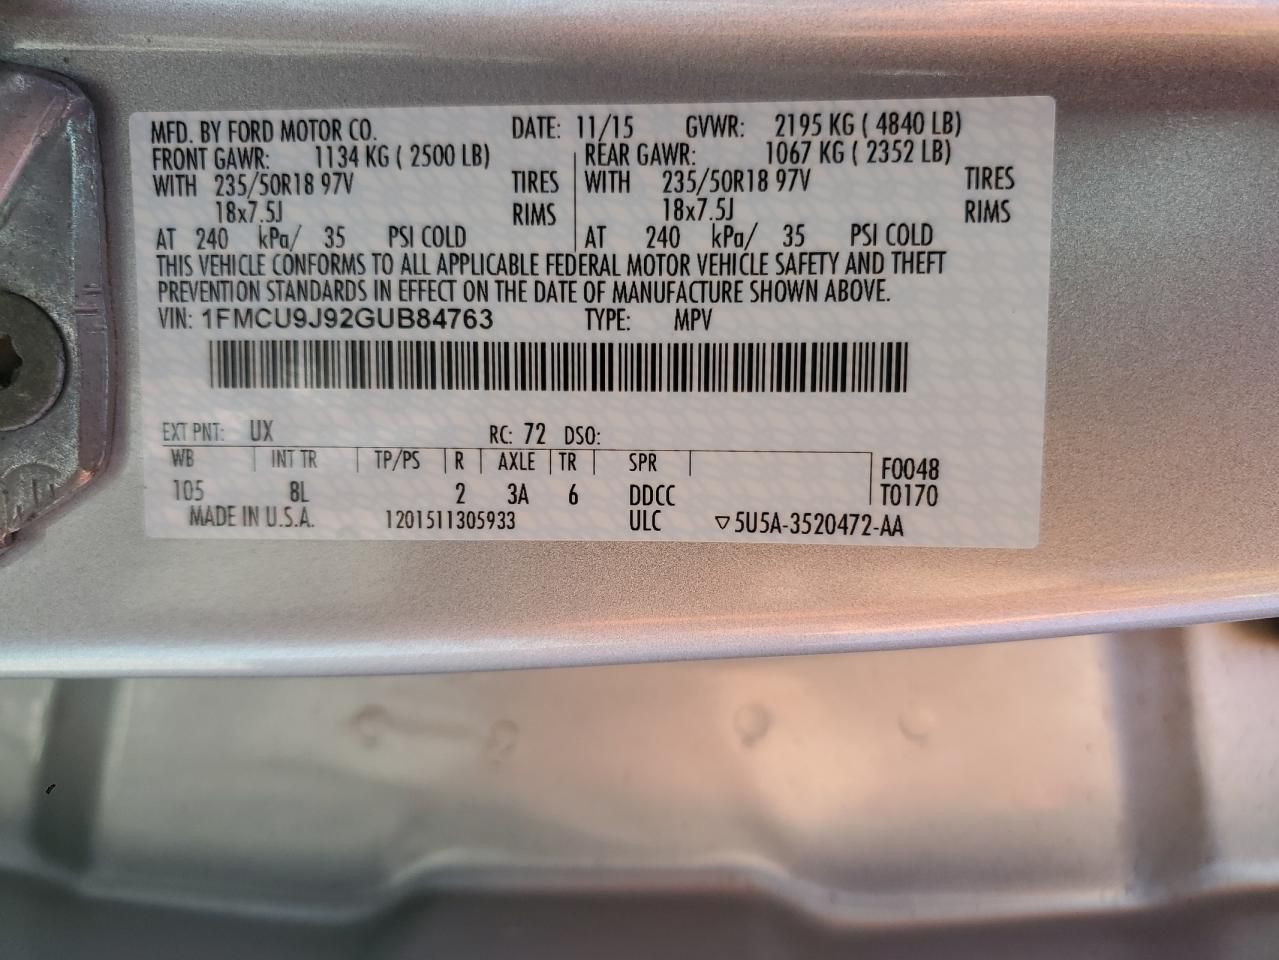 MFD. BY FORD MOTOR CO. DATE: 11/15 GVWR: 2195 KG ( 4840 LB)
FRONT GAWR: 1134 KG ( 2500 LB) REAR GAWR: 1067 KG ( 2352 LB)
WITH 235/50R18 97V TIRES WITH 235/50R18 97V TIRES
18x7.5J RIMS 18x7.5J RIMS
AT 240 kPa/ 35 PSI COLD AT 240 kPa/ 35 PSI COLD
THIS VEHICLE CONFORMS TO ALL APPLICABLE FEDERAL MOTOR VEHICLE SAFETY AND THEFT
PREVENTION STANDARDS IN EFFECT ON THE DATE OF MANUFACTURE SHOWN ABOVE.
VIN: 1FMCU9J92GUB84763 TYPE: MPV
EXT PNT: UX RC: 72 DSO:
WB INT TR TP/PS R AXLE TR SPR F0048
105 8L 2 3A 6 DDCC T0170
MADE IN U.S.A. 1201511305933 ULC ▽5U5A-3520472-AA